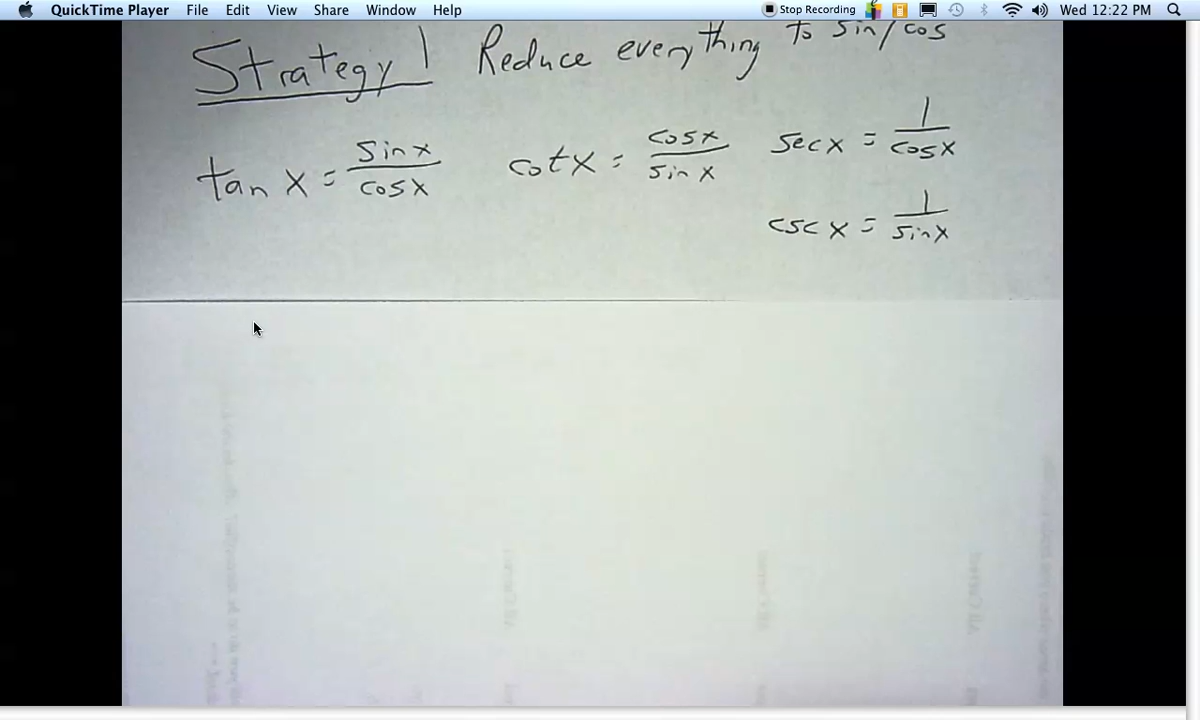 QuickTime Player File Edit View Share Window Help Stop Recording Wed 12:22 PM
Strategy 1 Reduce everything to sin/cos
tan x = sin x / cos x cot x = cos x / sin x sec x = 1 / cos x
csc x = 1 / sin x